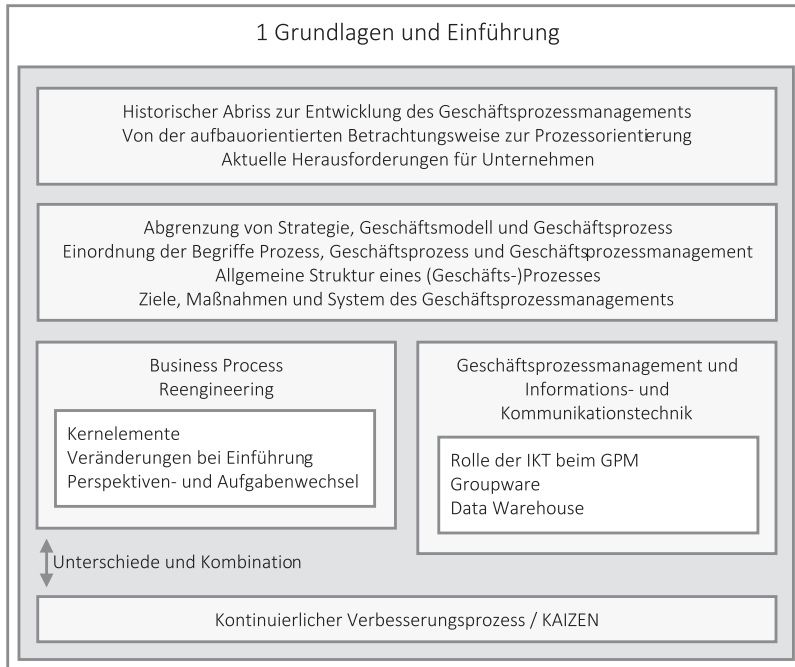 1 Grundlagen und Einführung
Historischer Abriss zur Entwicklung des Geschäftsprozessmanagements
Von der aufbauorientierten Betrachtungsweise zur Prozessorientierung
Aktuelle Herausforderungen für Unternehmen
Abgrenzung von Strategie, Geschäftsmodell und Geschäftsprozess
Einordnung der Begriffe Prozess, Geschäftsprozess und Geschäftsprozessmanagement
Allgemeine Struktur eines (Geschäfts-)Prozesses
Ziele, Maßnahmen und System des Geschäftsprozessmanagements
Business Process
Reengineering
Kernelemente
Veränderungen bei Einführung
Perspektiven- und Aufgabenwechsel
Geschäftsprozessmanagement und
Informations- und
Kommunikationstechnik
Rolle der IKT beim GPM
Groupware
Data Warehouse
Unterschiede und Kombination
Kontinuierlicher Verbesserungsprozess / KAIZEN